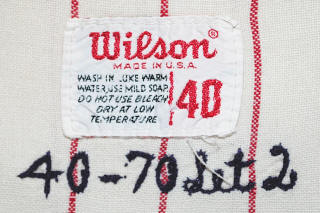 Wilson®
MADE IN U.S.A.
WASH IN LUKE WARM
WATER, USE MILD SOAP.
DO NOT USE BLEACH
DRY AT LOW
TEMPERATURE
40
40-70 Set 2